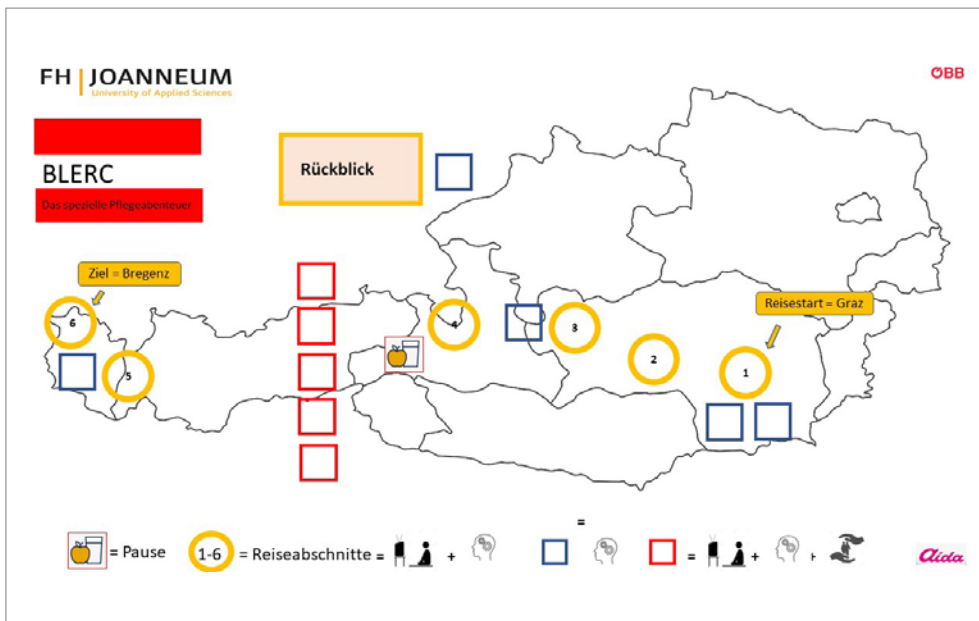 FH | JOANNEUM
University of Applied Sciences
ÖBB
BLERC
Das spezielle Pflegeabenteuer
Rückblick
Ziel = Bregenz
Reisestart = Graz
6
5
4
3
2
1
= Pause
1-6
= Reiseabschnitte =
+
=
=
+
+
aida